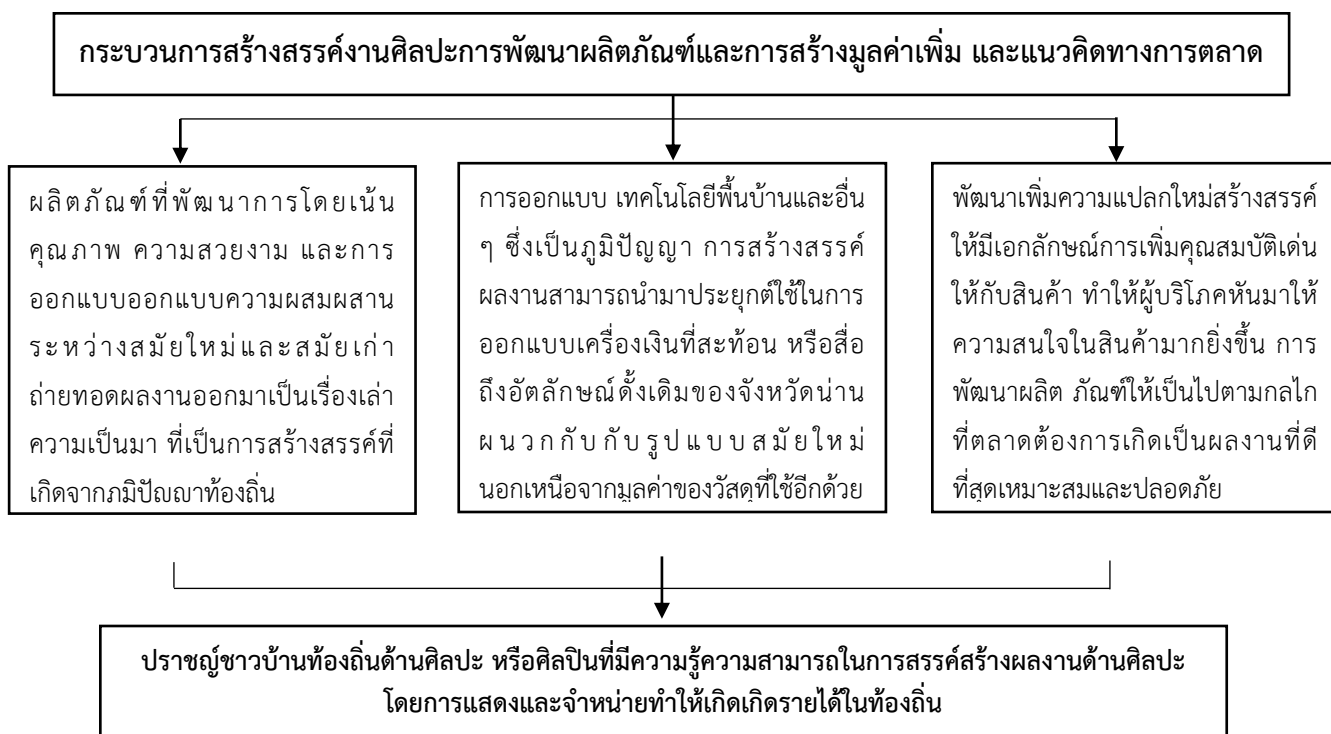 กระบวนการสร้างสรรค์งานศิลปะการพัฒนาผลิตภัณฑ์และการสร้างมูลค่าเพิ่ม และแนวคิดทางการตลาด
ผลิตภัณฑ์ที่พัฒนาการโดยเน้น
คุณภาพ ความสวยงาม และการ
ออกแบบออกแบบความผสมผสาน
ระหว่างสมัยใหม่และสมัยเก่า
ถ่ายทอดผลงานออกมาเป็นเรื่องเล่า
ความเป็นมา ที่เป็นการสร้างสรรค์ที่
เกิดจากภูมิปัญญาท้องถิ่น
การออกแบบ เทคโนโลยีพื้นบ้านและอื่น
ๆ ซึ่งเป็นภูมิปัญญา การสร้างสรรค์
ผลงานสามารถนำมาประยุกต์ใช้ในการ
ออกแบบเครื่องเงินที่สะท้อน หรือสื่อ
ถึงอัตลักษณ์ดั้งเดิมของจังหวัดน่าน
ผนวกกับกับรูปแบบสมัยใหม่
นอกเหนือจากมูลค่าของวัสดุที่ใช้อีกด้วย
พัฒนาเพิ่มความแปลกใหม่สร้างสรรค์
ให้มีเอกลักษณ์การเพิ่มคุณสมบัติเด่น
ให้กับสินค้า ทำให้ผู้บริโภคหันมาให้
ความสนใจในสินค้ามากยิ่งขึ้น การ
พัฒนาผลิต ภัณฑ์ให้เป็นไปตามกลไก
ที่ตลาดต้องการเกิดเป็นผลงานที่ดี
ที่สุดเหมาะสมและปลอดภัย
ปราชญ์ชาวบ้านท้องถิ่นด้านศิลปะ หรือศิลปินที่มีความรู้ความสามารถในการสรรค์สร้างผลงานด้านศิลปะ
โดยการแสดงและจำหน่ายทำให้เกิดเกิดรายได้ในท้องถิ่น